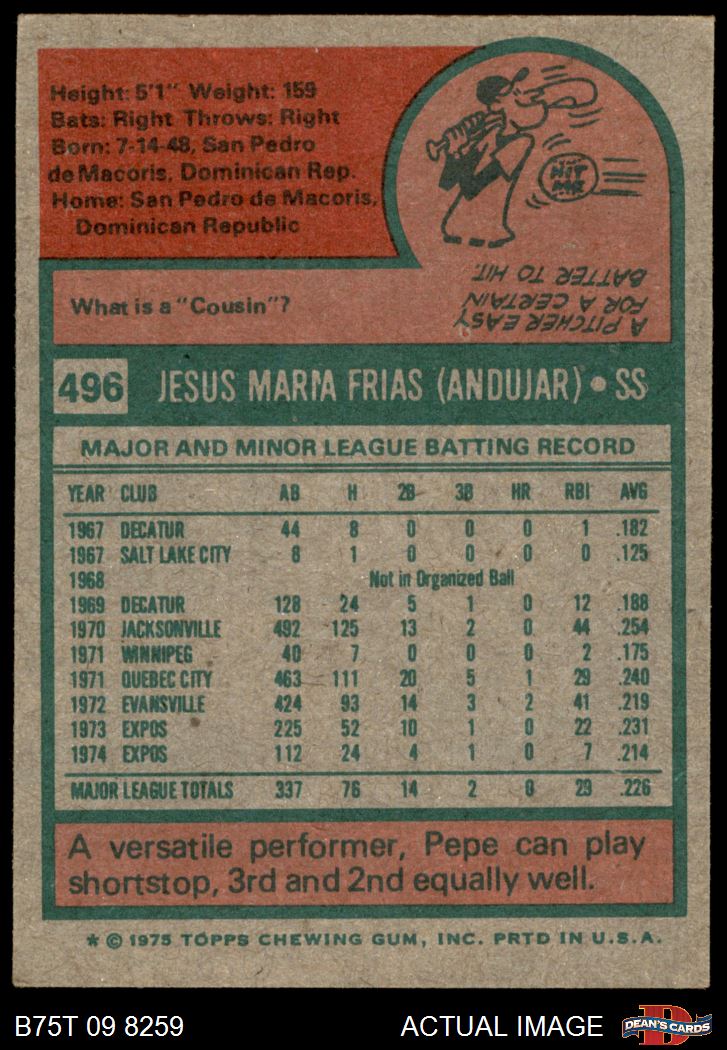 Height: 5'1" Weight: 159
Bats: Right Throws: Right
Born: 7-14-48, San Pedro
de Macoris, Dominican Rep.
Home: San Pedro de Macoris,
Dominican Republic
HIT
ME
What is a "Cousin"?
A PITCHER EASY
FOR A CERTAIN
BATTER TO HIT.
496 JESUS MARIA FRIAS (ANDUJAR) • SS
MAJOR AND MINOR LEAGUE BATTING RECORD
YEAR CLUB AB H 2B 3B HR RBI AVG
1967 DECATUR 44 8 0 0 0 1 .182
1967 SALT LAKE CITY 8 1 0 0 0 0 .125
1968 Not in Organized Ball
1969 DECATUR 128 24 5 1 0 12 .188
1970 JACKSONVILLE 492 125 13 2 0 44 .254
1971 WINNIPEG 40 7 0 0 0 2 .175
1971 QUEBEC CITY 463 111 20 5 1 29 .240
1972 EVANSVILLE 424 93 14 3 2 41 .219
1973 EXPOS 225 52 10 1 0 22 .231
1974 EXPOS 112 24 4 1 0 7 .214
MAJOR LEAGUE TOTALS 337 76 14 2 0 29 .226
A versatile performer, Pepe can play
shortstop, 3rd and 2nd equally well.
* © 1975 TOPPS CHEWING GUM, INC. PRTD IN U.S.A.
B75T 09 8259 ACTUAL IMAGE
D
DEAN'S CARDS